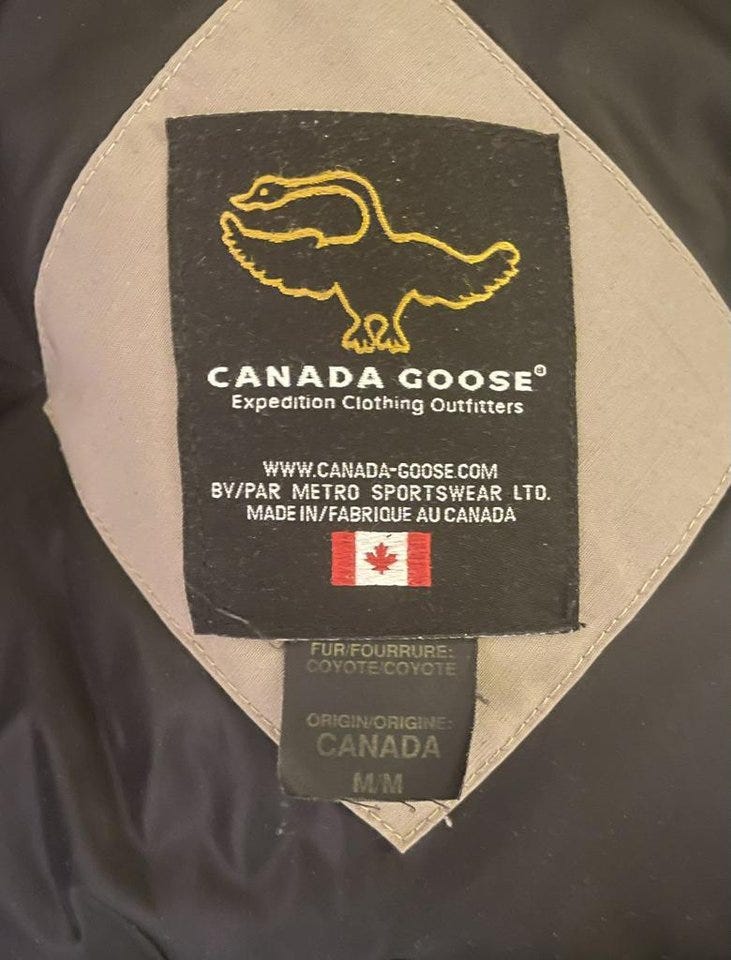 CANADA GOOSE®
Expedition Clothing Outfitters
WWW.CANADA-GOOSE.COM
BY/PAR METRO SPORTSWEAR LTD.
MADE IN/FABRIQUE AU CANADA
FUR/FOURRURE:
COYOTE/COYOTE
ORIGIN/ORIGINE:
CANADA
M/M